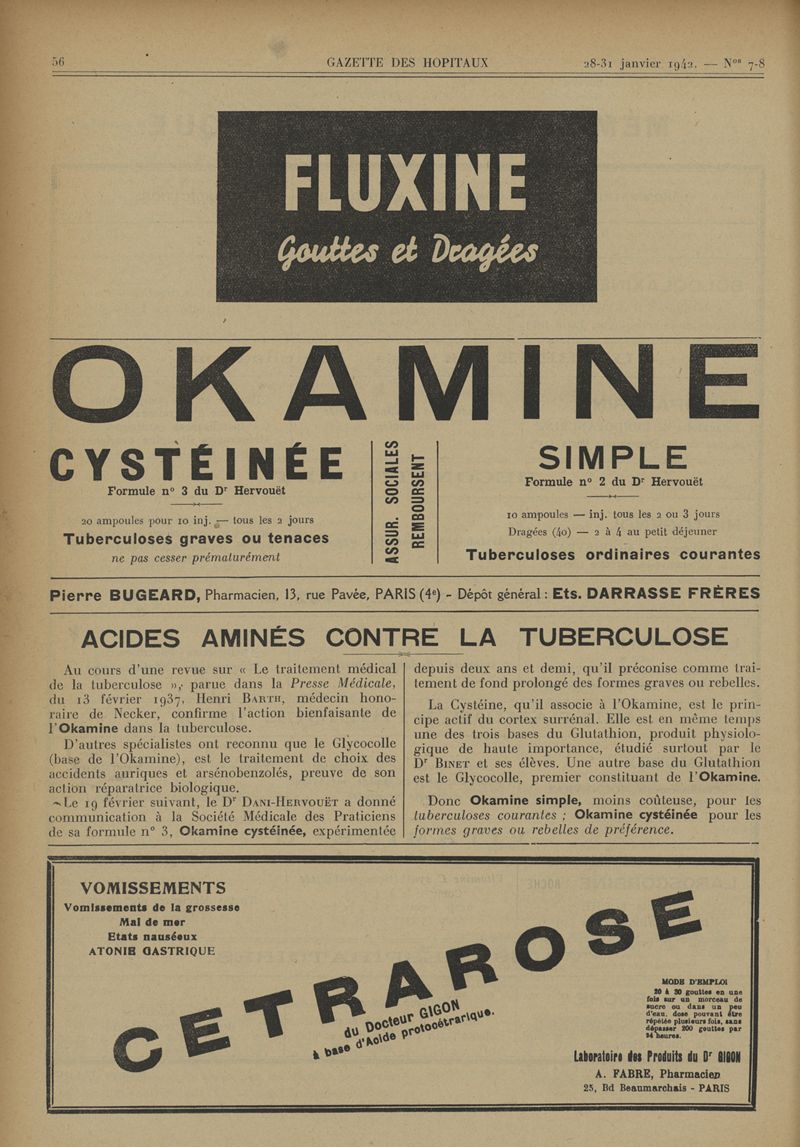 56
GAZETTE DES HOPITAUX
28-31 janvier 1942. — Nos 7-8
FLUXINE
Gouttes et Dragées
OKAMINE
CYSTÉINÉE
Formule n° 3 du Dr Hervouët
20 ampoules pour 10 inj. — tous les 2 jours
Tuberculoses graves ou tenaces
ne pas cesser prématurément
ASSUR. SOCIALES
REMBOURSENT
SIMPLE
Formule n° 2 du Dr Hervouët
10 ampoules — inj. tous les 2 ou 3 jours
Dragées (40) — 2 à 4 au petit déjeuner
Tuberculoses ordinaires courantes
Pierre BUGEARD, Pharmacien, 13, rue Pavée, PARIS (4e) - Dépôt général : Ets. DARRASSE FRÈRES
ACIDES AMINÉS CONTRE LA TUBERCULOSE
Au cours d'une revue sur « Le traitement médical
de la tuberculose », parue dans la Presse Médicale,
du 13 février 1937, Henri BARTH, médecin hono-
raire de Necker, confirme l'action bienfaisante de
l'Okamine dans la tuberculose.
D'autres spécialistes ont reconnu que le Glycocolle
(base de l'Okamine), est le traitement de choix des
accidents auriques et arsénobenzolés, preuve de son
action réparatrice biologique.
Le 19 février suivant, le Dr DANI-HERVOUËT a donné
communication à la Société Médicale des Praticiens
de sa formule n° 3, Okamine cystéinée, expérimentée
depuis deux ans et demi, qu'il préconise comme trai-
tement de fond prolongé des formes graves ou rebelles.
La Cystéine, qu'il associe à l'Okamine, est le prin-
cipe actif du cortex surrénal. Elle est en même temps
une des trois bases du Glutathion, produit physiolo-
gique de haute importance, étudié surtout par le
Dr BINET et ses élèves. Une autre base du Glutathion
est le Glycocolle, premier constituant de l'Okamine.
Donc Okamine simple, moins coûteuse, pour les
tuberculoses courantes ; Okamine cystéinée pour les
formes graves ou rebelles de préférence.
VOMISSEMENTS
Vomissements de la grossesse
Mal de mer
Etats nauséeux
ATONIE GASTRIQUE
CETRAROSE
du Docteur GIGON
à base d'Acide protocétrarique.
MODE D'EMPLOI
20 à 30 gouttes en une
fois sur un morceau de
sucre ou dans un peu
d'eau, dose pouvant être
répétée plusieurs fois, sans
dépasser 200 gouttes par
24 heures.
Laboratoire des Produits du Dr GIGON
A. FABRE, Pharmacien
25, Bd Beaumarchais - PARIS